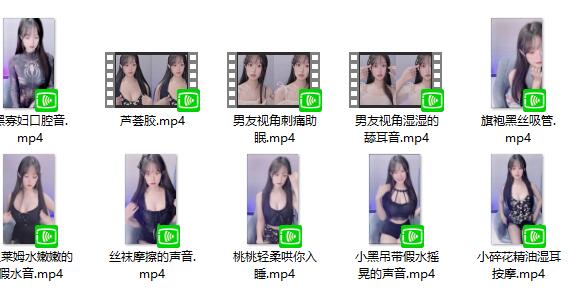 黑寡妇口腔音.
mp4
芦荟胶.mp4
男友视角刺痛助
眠.mp4
男友视角湿湿的
舔耳音.mp4
旗袍黑丝吸管.
mp4
莱姆水嫩嫩的
假水音.mp4
丝袜摩擦的声音.
mp4
桃桃轻柔哄你入
睡.mp4
小黑吊带假水摇
晃的声音.mp4
小碎花精油湿耳
按摩.mp4